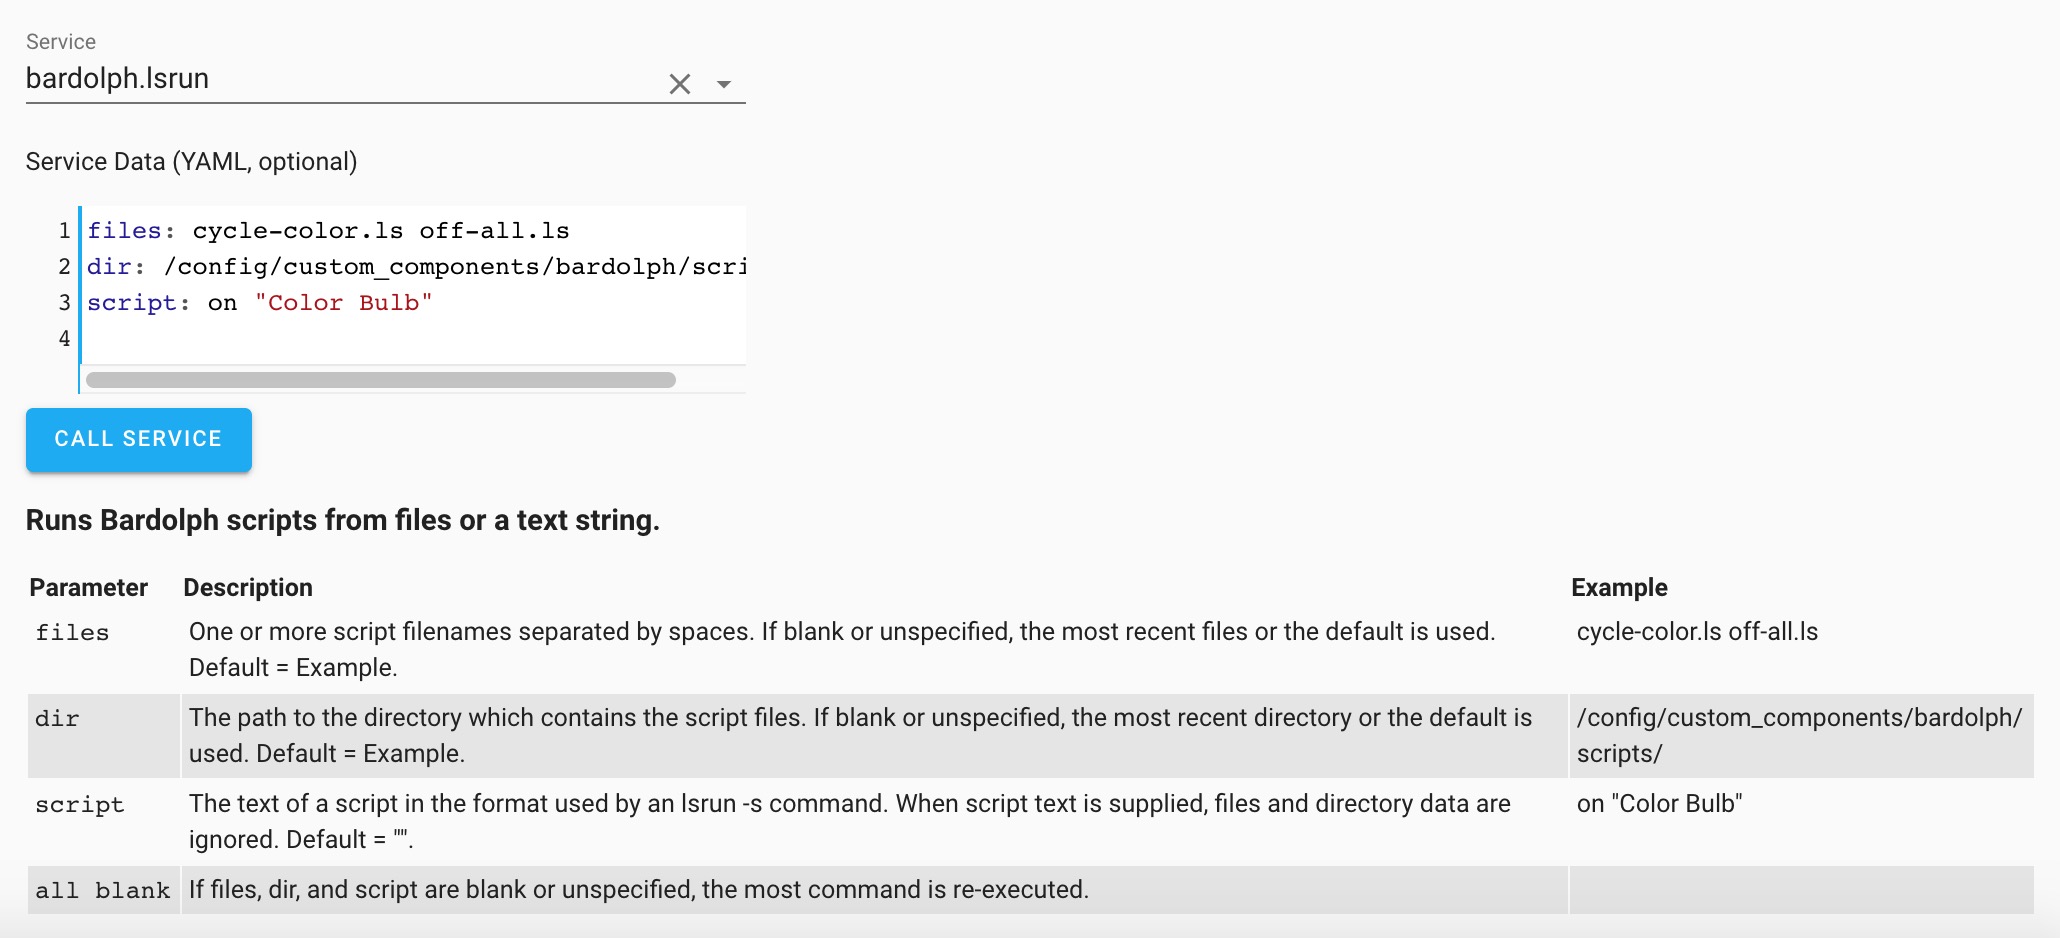 Service
bardolph.lsrun
Service Data (YAML, optional)
1 files: cycle-color.ls off-all.ls
2 dir: /config/custom_components/bardolph/scri
3 script: on "Color Bulb"
4
CALL SERVICE
Runs Bardolph scripts from files or a text string.
Parameter Description Example
files One or more script filenames separated by spaces. If blank or unspecified, the most recent files or the default is used. cycle-color.ls off-all.ls
Default = Example.
dir The path to the directory which contains the script files. If blank or unspecified, the most recent directory or the default is /config/custom_components/bardolph/
used. Default = Example. scripts/
script The text of a script in the format used by an lsrun -s command. When script text is supplied, files and directory data are on "Color Bulb"
ignored. Default = "".
all blank If files, dir, and script are blank or unspecified, the most command is re-executed.